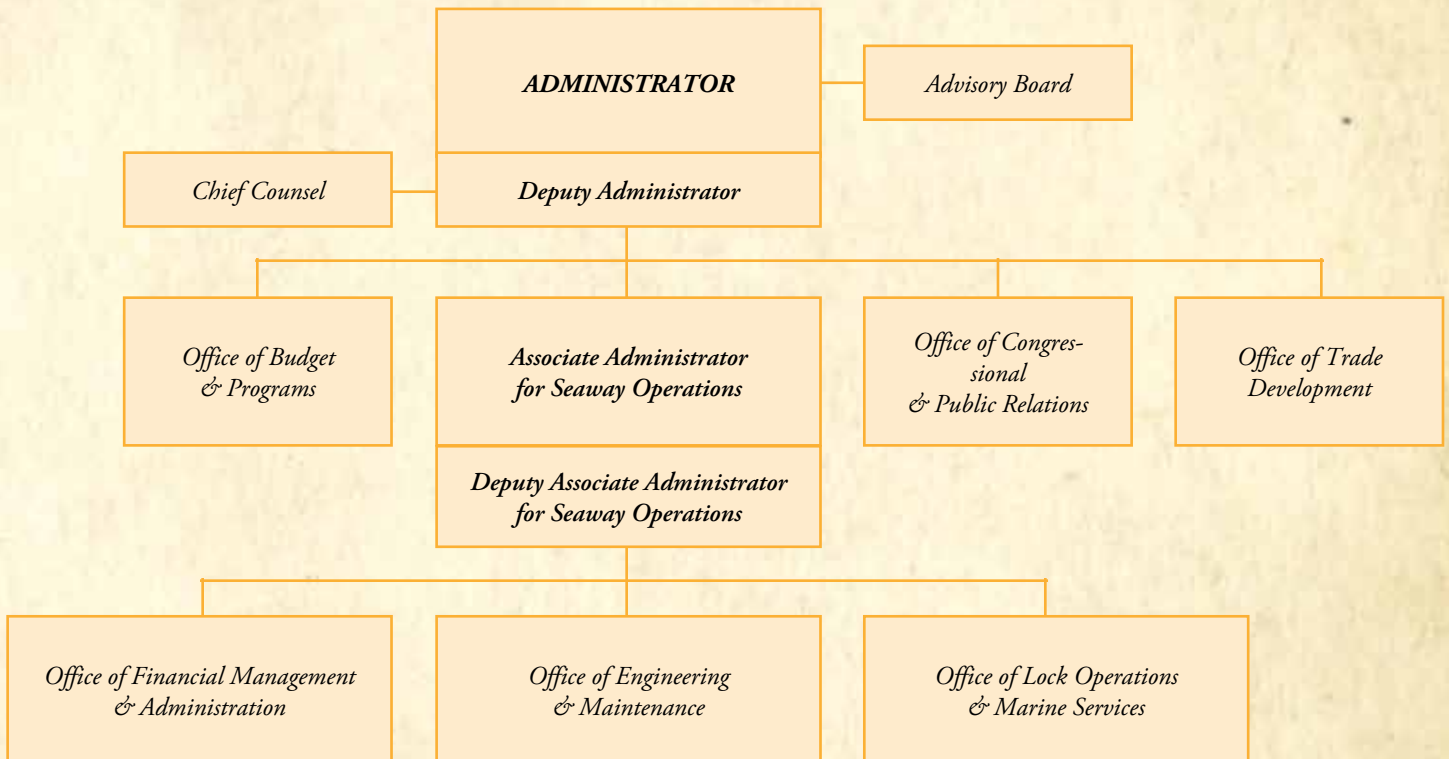 ADMINISTRATOR
Advisory Board
Chief Counsel
Deputy Administrator
Office of Budget
& Programs
Associate Administrator
for Seaway Operations
Office of Congres-
sional
& Public Relations
Office of Trade
Development
Deputy Associate Administrator
for Seaway Operations
Office of Financial Management
& Administration
Office of Engineering
& Maintenance
Office of Lock Operations
& Marine Services